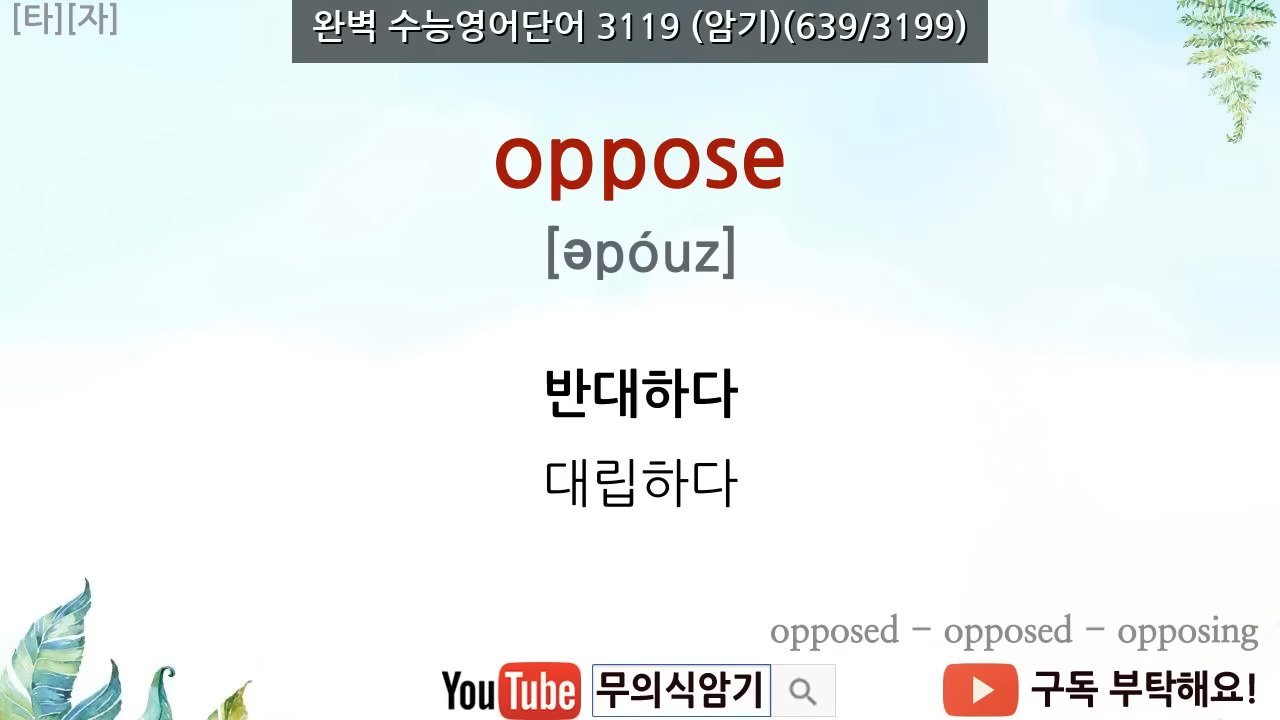 [타][자]
완벽 수능영어단어 3119 (암기)(639/3199)
oppose
[əpóuz]
반대하다
대립하다
opposed - opposed - opposing
YouTube 무의식암기
구독 부탁해요!